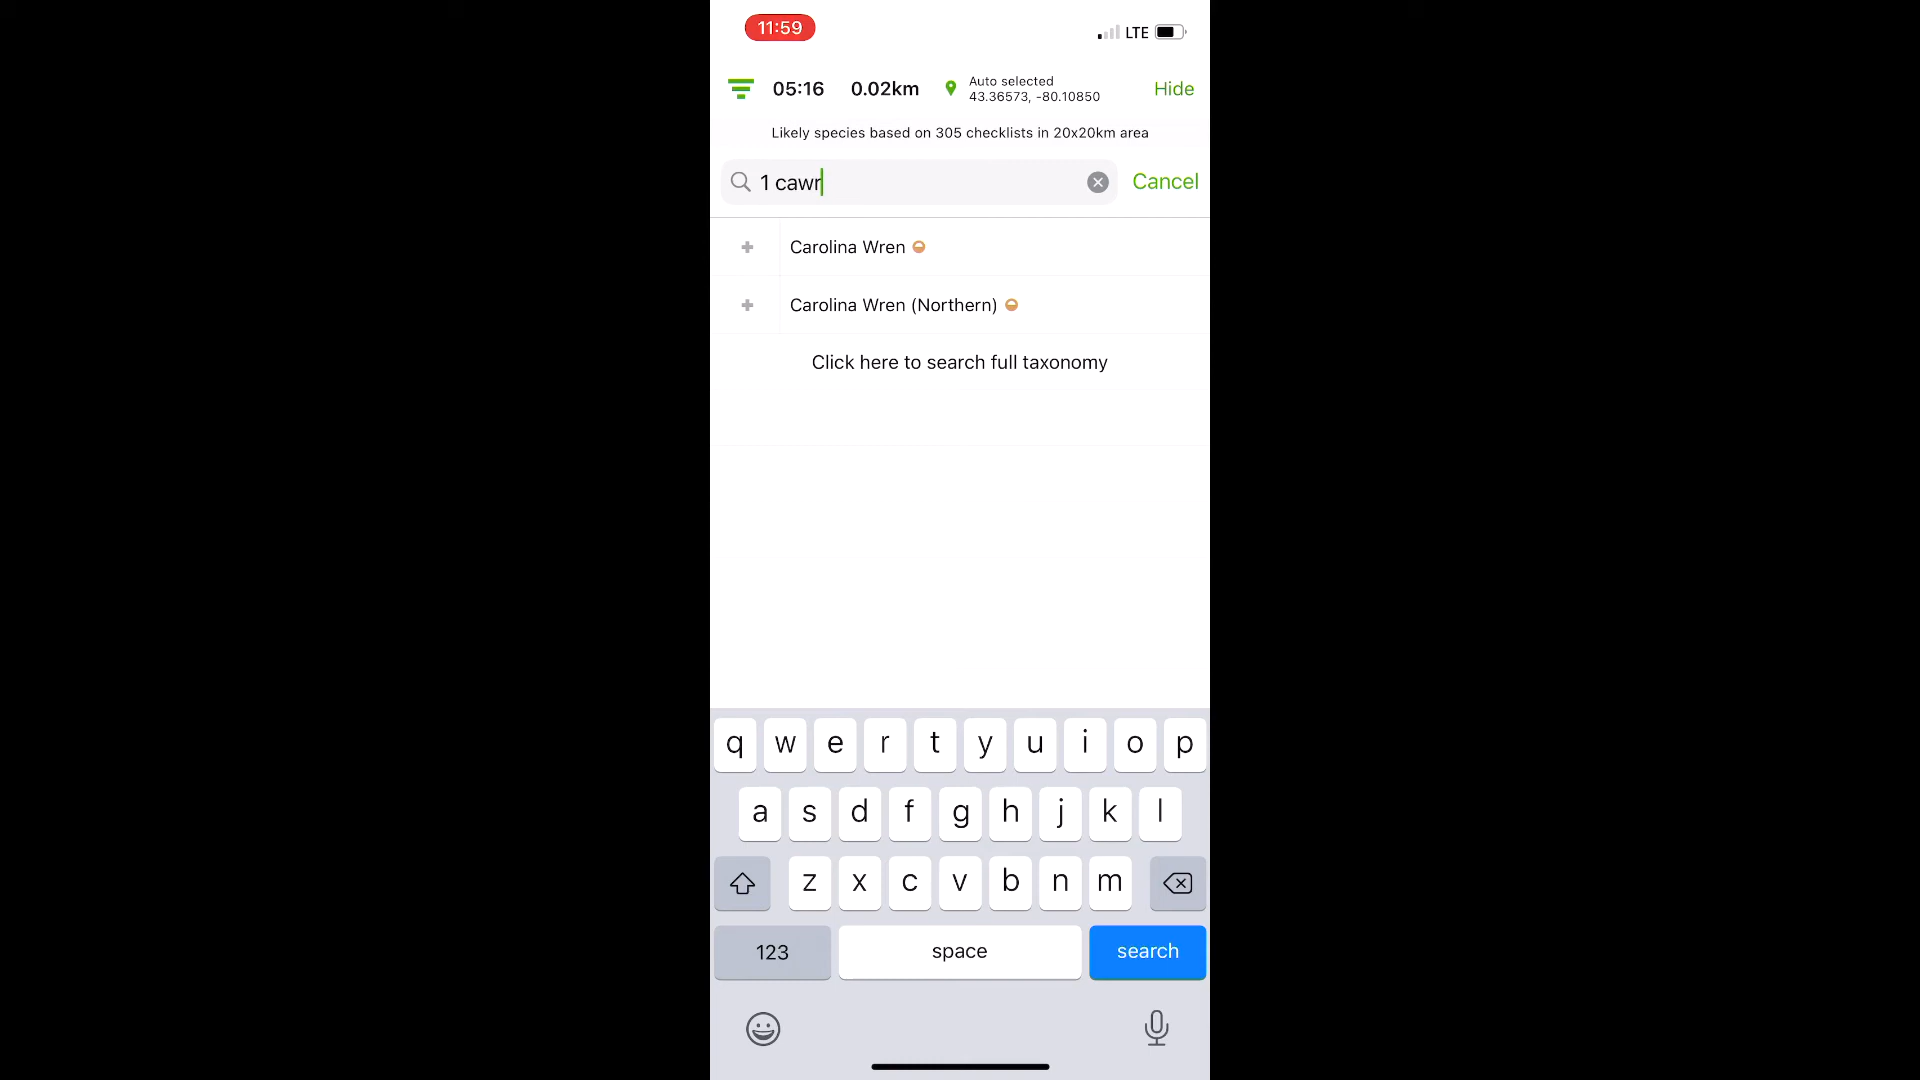 11:59
LTE
05:16 0.02km Auto selected
43.36573, -80.10850
Hide
Likely species based on 305 checklists in 20x20km area
1 cawr
Cancel
Carolina Wren
Carolina Wren (Northern)
Click here to search full taxonomy
q w e r t y u i o p
a s d f g h j k l
z x c v b n m
123 space search